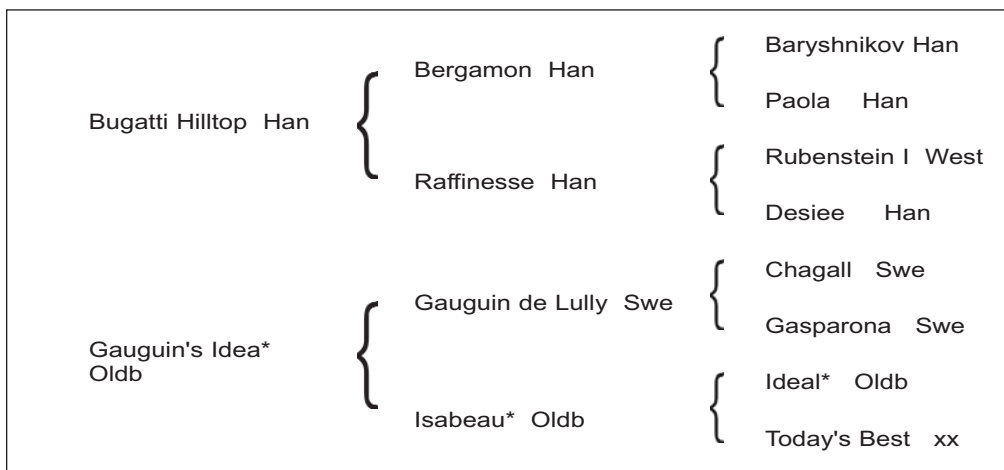 Baryshnikov Han
Bergamon Han
Paola Han
Bugatti Hilltop Han
Rubenstein I West
Raffinesse Han
Desiee Han
Chagall Swe
Gauguin de Lully Swe
Gasparona Swe
Gauguin's Idea*
Oldb
Ideal* Oldb
Isabeau* Oldb
Today's Best xx